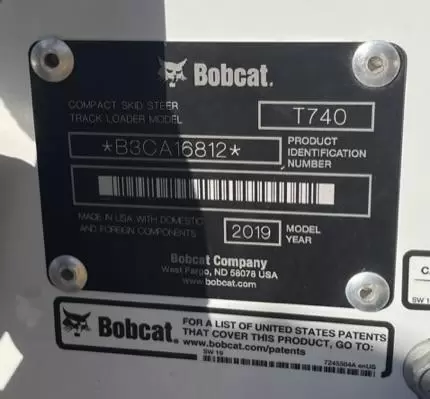 Bobcat.
COMPACT SKID STEER
TRACK LOADER MODEL
T740
*B3CA16812*
PRODUCT
IDENTIFICATION
NUMBER
MADE IN USA WITH DOMESTIC
AND FOREIGN COMPONENTS
2019
MODEL
YEAR
Bobcat Company
West Fargo, ND 58078 USA
www.bobcat.com
Bobcat.
FOR A LIST OF UNITED STATES PATENTS
THAT COVER THIS PRODUCT, GO TO:
www.bobcat.com/patents
SW 19
7245504A enUS